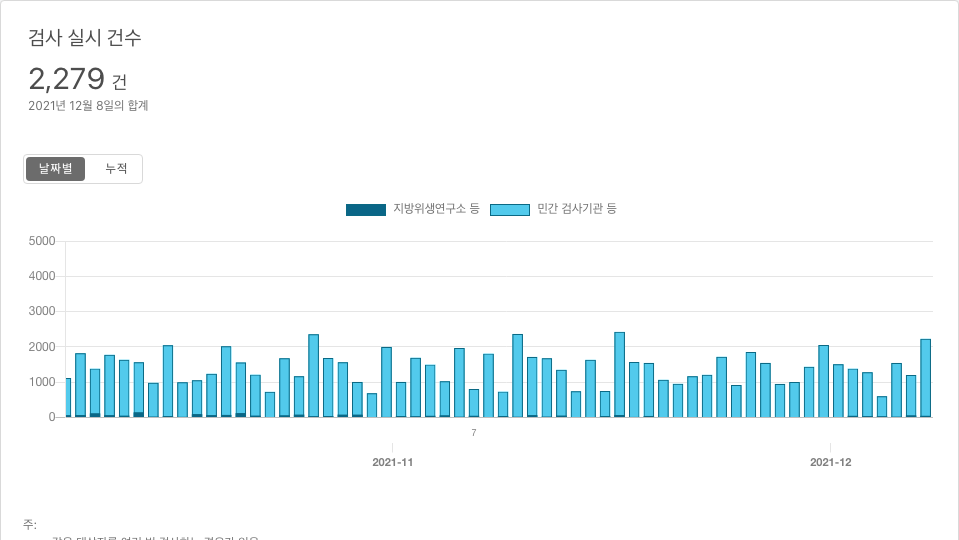 검사 실시 건수
2,279 건
2021년 12월 8일의 합계
날짜별 누적
지방위생연구소 등 민간 검사기관 등
5000
4000
3000
2000
1000
0
7
2021-11 2021-12
주: